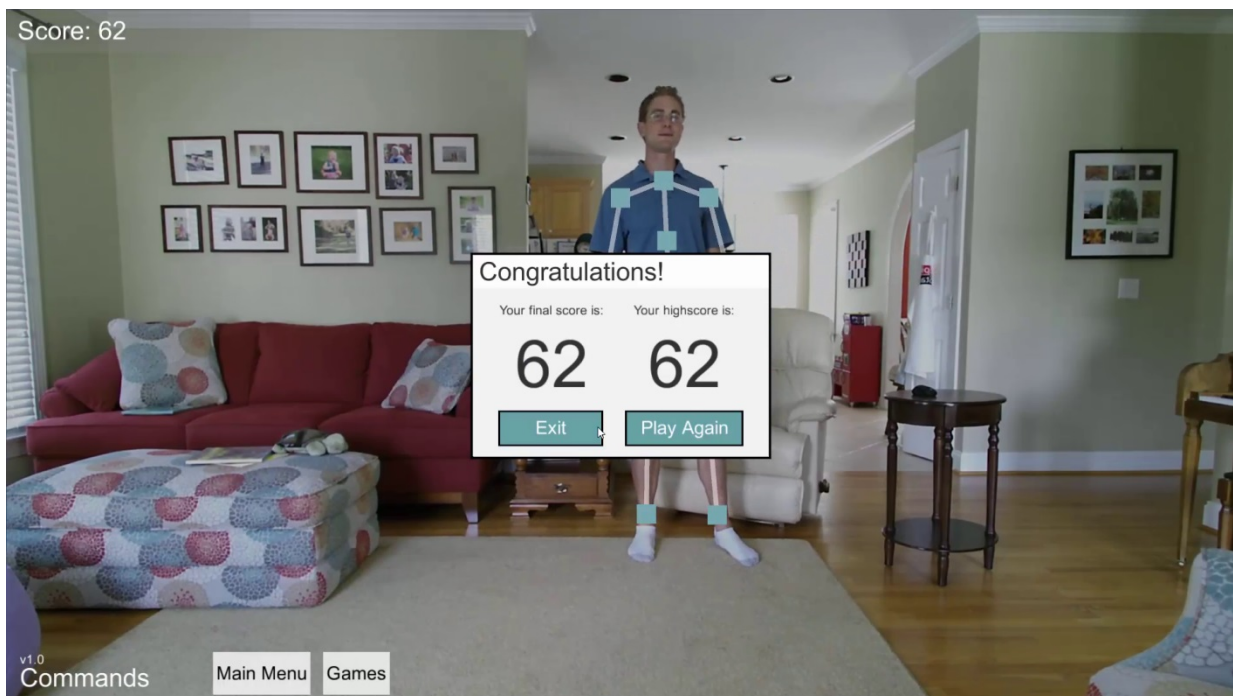 Score: 62
Congratulations!
Your final score is: Your highscore is:
62 62
Exit Play Again
v1.0
Commands Main Menu Games